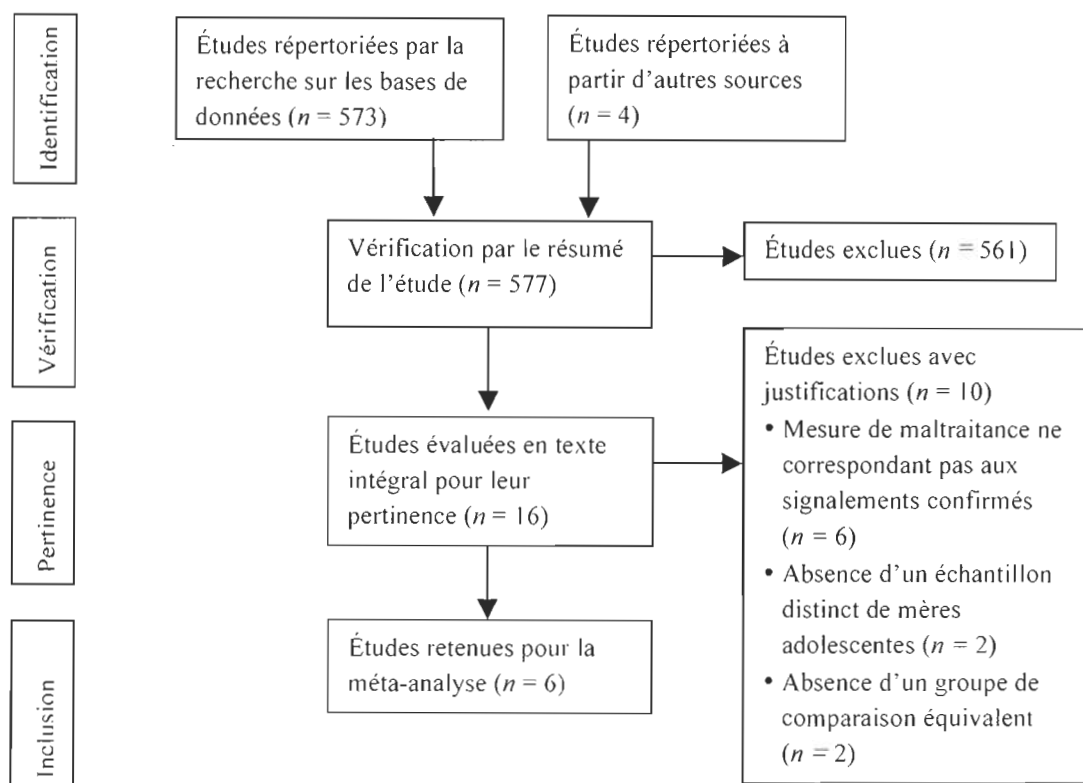 Identification
Études répertoriées par la
recherche sur les bases de
données (n = 573)
Études répertoriées à
partir d'autres sources
(n = 4)
Vérification
Vérification par le résumé
de l'étude (n = 577)
Études exclues (n = 561)
Pertinence
Études évaluées en texte
intégral pour leur
pertinence (n = 16)
Études exclues avec
justifications (n = 10)
• Mesure de maltraitance ne
correspondant pas aux
signalements confirmés
(n = 6)
• Absence d'un échantillon
distinct de mères
adolescentes (n = 2)
• Absence d'un groupe de
comparaison équivalent
(n = 2)
Inclusion
Études retenues pour la
méta-analyse (n = 6)